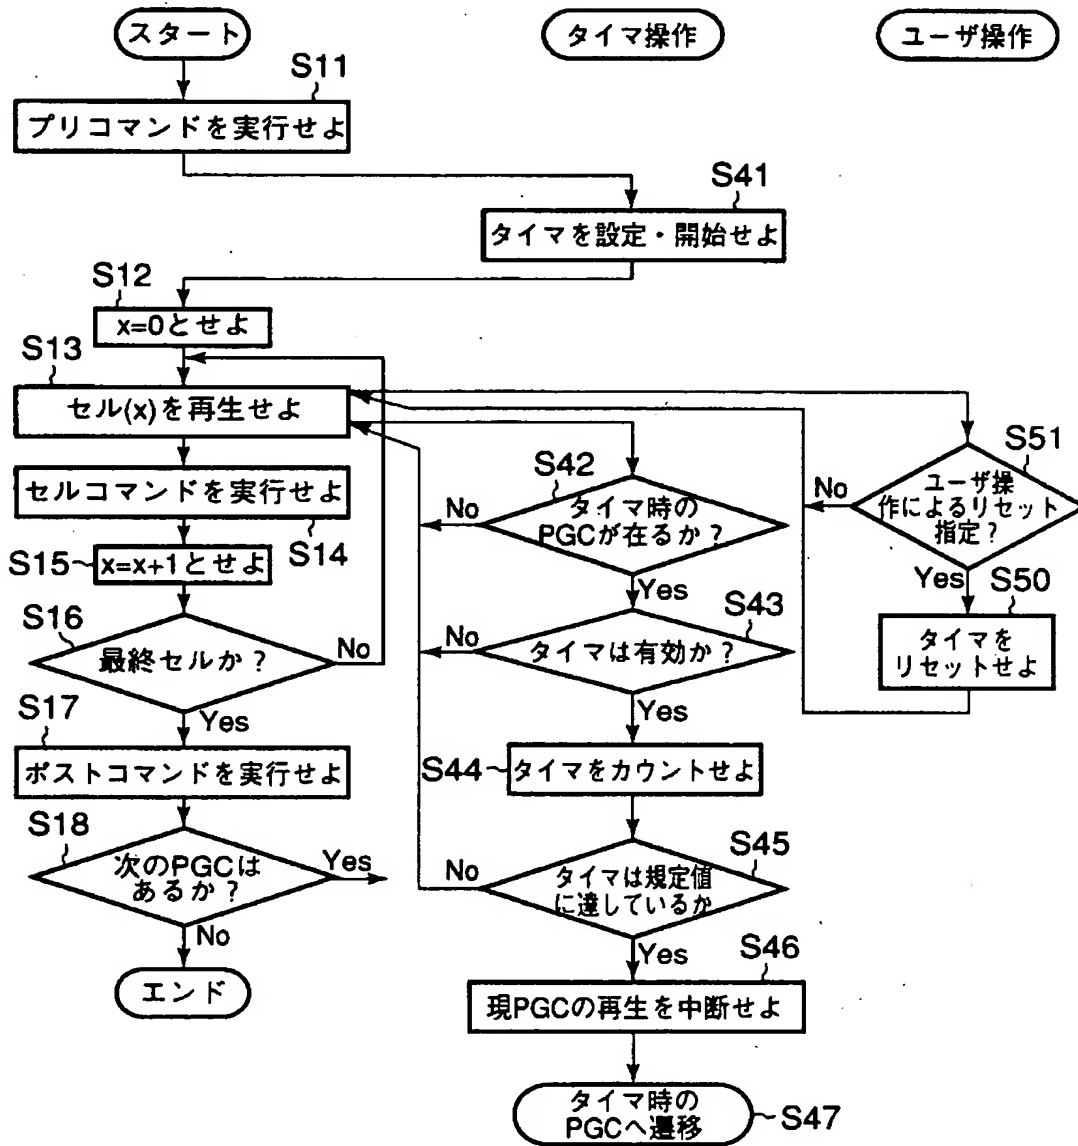 スタート
タイマ操作
ユーザ操作
S11
プリコマンドを実行せよ
S41
タイマを設定・開始せよ
S12
x=0とせよ
S13
セル(x)を再生せよ
セルコマンドを実行せよ
S14
S15
x=x+1とせよ
S16
最終セルか?
No
Yes
S17
ポストコマンドを実行せよ
S18
次のPGCは
あるか?
Yes
No
エンド
S42
タイマ時の
PGCが在るか?
No
Yes
S43
タイマは有効か?
No
Yes
S44
タイマをカウントせよ
S45
タイマは規定値
に達しているか
No
Yes
S46
現PGCの再生を中断せよ
タイマ時の
PGCへ遷移
S47
S51
ユーザ操
作によるリセット
指定?
No
Yes
S50
タイマを
リセットせよ